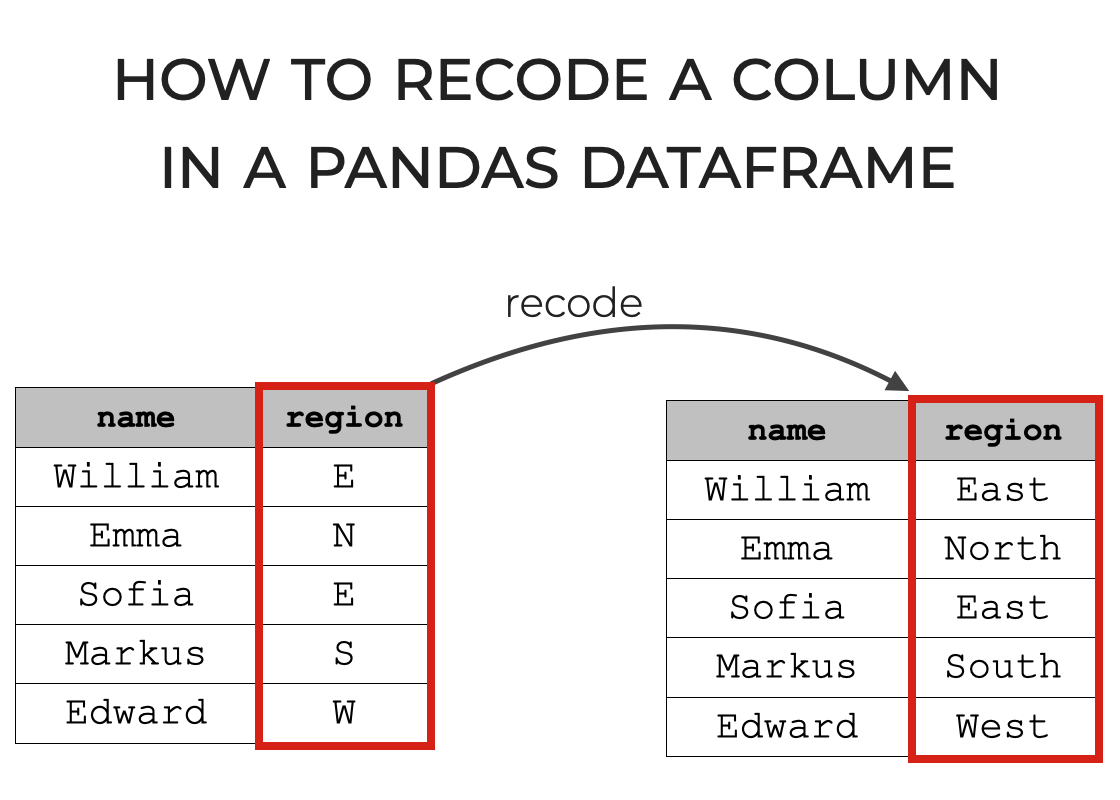 HOW TO RECODE A COLUMN
IN A PANDAS DATAFRAME
recode
name region
William E
Emma N
Sofia E
Markus S
Edward W
name region
William East
Emma North
Sofia East
Markus South
Edward West